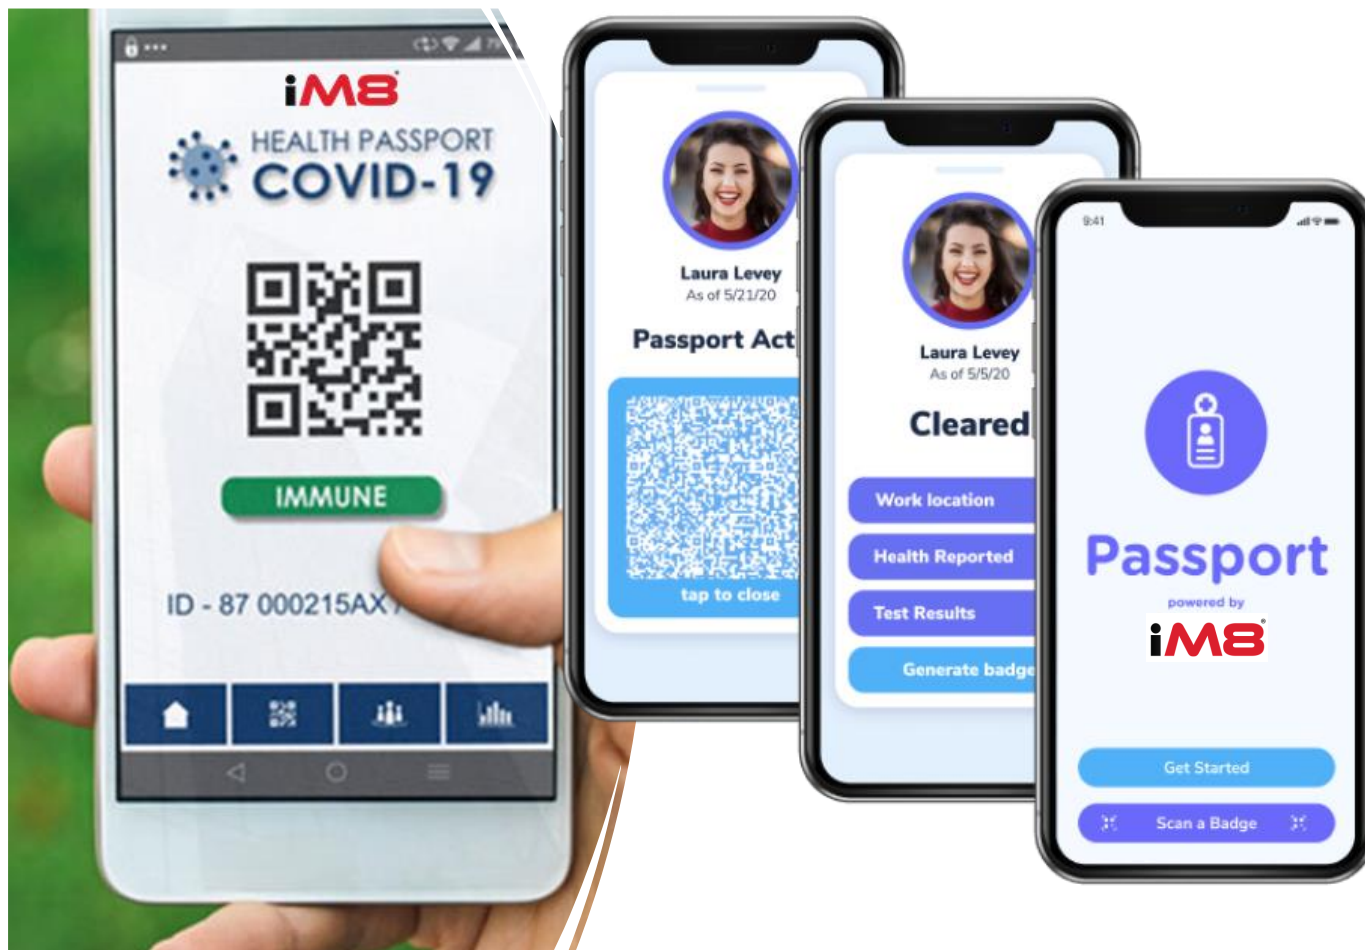 79
iM8
HEALTH PASSPORT
COVID-19
IMMUNE
ID - 87 000215AX
Laura Levey
As of 5/21/20
Passport Act
tap to close
Laura Levey
As of 5/5/20
Cleared
Work location
Health Reported
Test Results
Generate badge
9:41
Passport
powered by
iM8
Get Started
Scan a Badge